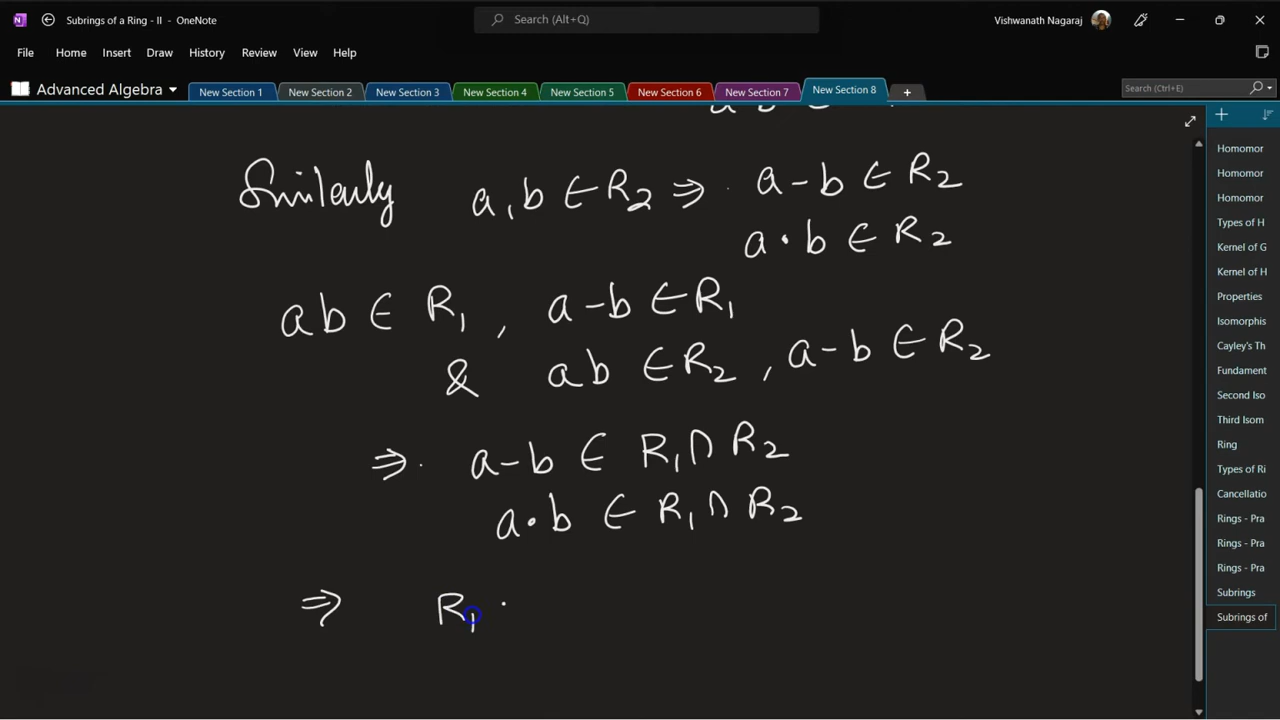 Subrings of a Ring - II - OneNote
Search (Alt+Q)
Vishwanath Nagaraj
File Home Insert Draw History Review View Help
Advanced Algebra
New Section 1 New Section 2 New Section 3 New Section 4 New Section 5 New Section 6 New Section 7 New Section 8 +
Search (Ctrl+E)
Similarly a, b ∈ R₂ ⇒ a - b ∈ R₂
a · b ∈ R₂
ab ∈ R₁, a - b ∈ R₁
& ab ∈ R₂, a - b ∈ R₂
⇒ a - b ∈ R₁ ∩ R₂
a · b ∈ R₁ ∩ R₂
⇒ R₁
Homomor
Homomor
Homomor
Types of H
Kernel of G
Kernel of H
Properties
Isomorphis
Cayley's Th
Fundament
Second Iso
Third Isom
Ring
Types of Ri
Cancellatio
Rings - Pra
Rings - Pra
Rings - Pra
Subrings
Subrings of